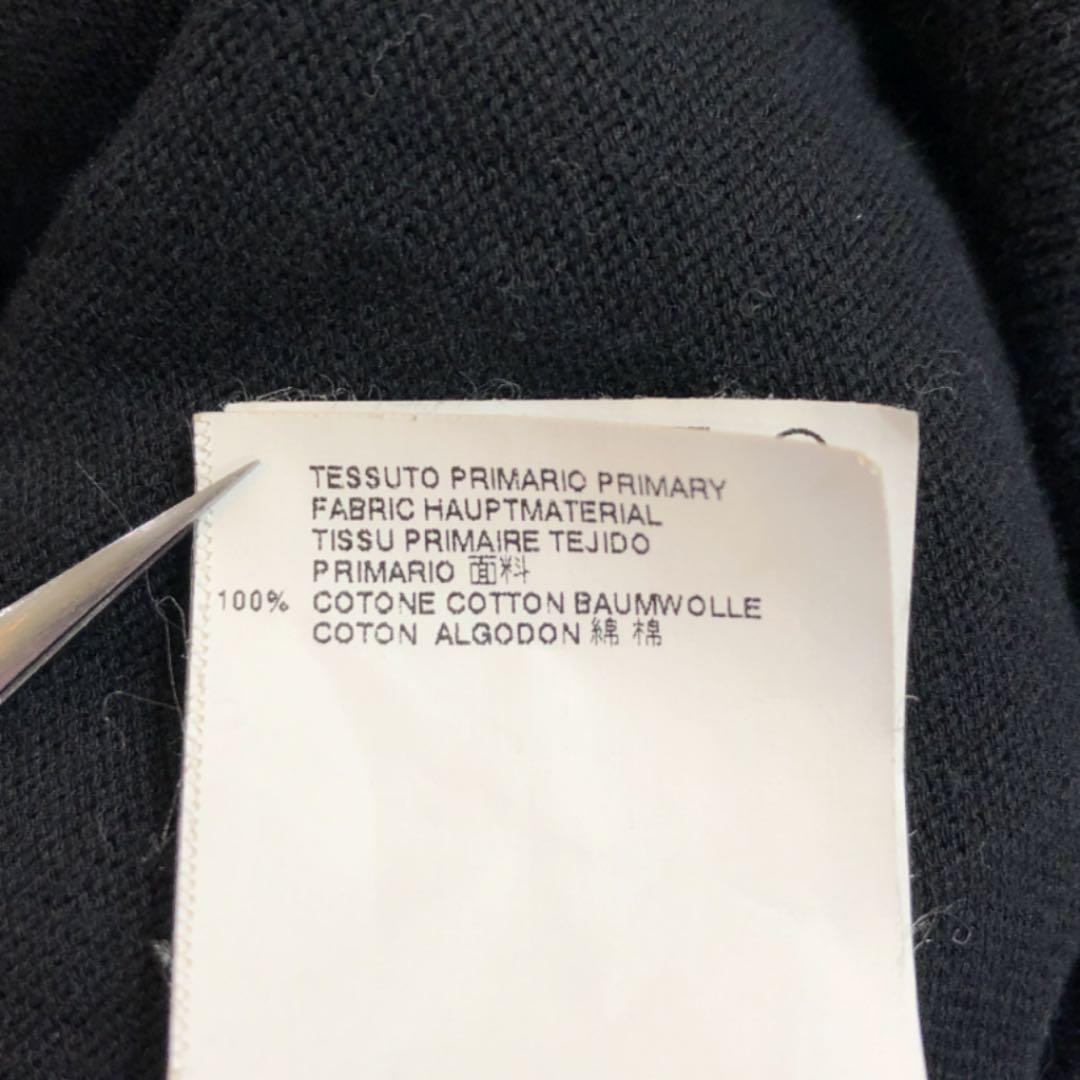 TESSUTO PRIMARIO PRIMARY
FABRIC HAUPTMATERIAL
TISSU PRIMAIRE TEJIDO
PRIMARIO 面料
100% COTONE COTTON BAUMWOLLE
COTON ALGODON 綿 棉